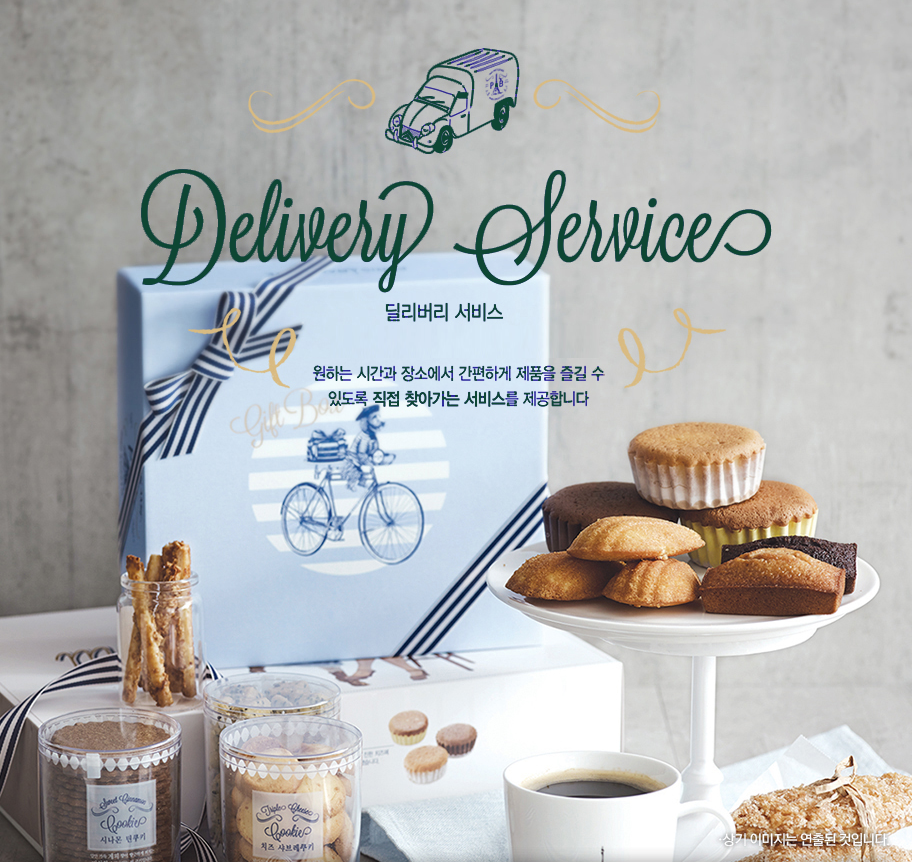 PB
Delivery Service
딜리버리 서비스
원하는 시간과 장소에서 간편하게 제품을 즐길 수
있도록 직접 찾아가는 서비스를 제공합니다
Gift Box
Sweet Cinnamon
Cookie
시나몬 틴쿠키
Triple Cheese
Cookie
치즈 사브레쿠키
상기 이미지는 연출된 것입니다